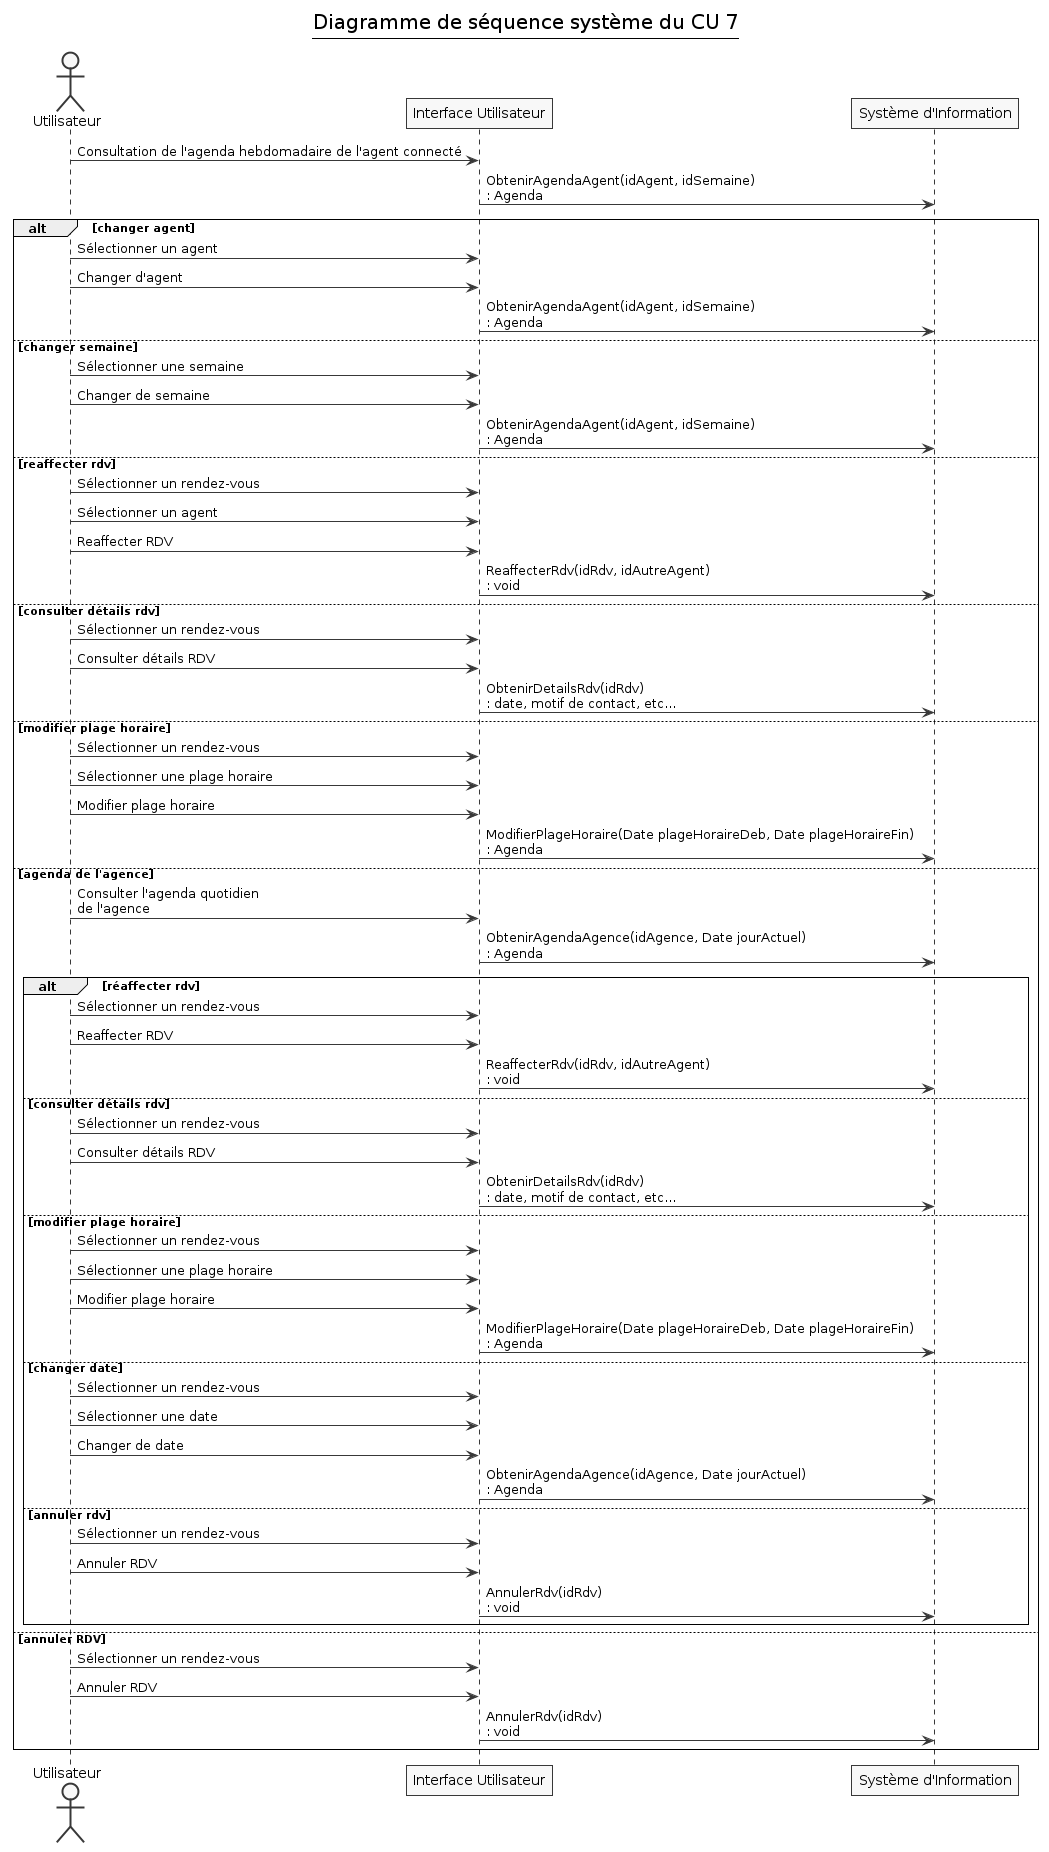 Diagramme de séquence système du CU 7
Utilisateur
Interface Utilisateur
Système d'Information
Consultation de l'agenda hebdomadaire de l'agent connecté
ObtenirAgendaAgent(idAgent, idSemaine)
: Agenda
alt
[changer agent]
Sélectionner un agent
Changer d'agent
ObtenirAgendaAgent(idAgent, idSemaine)
: Agenda
[changer semaine]
Sélectionner une semaine
Changer de semaine
ObtenirAgendaAgent(idAgent, idSemaine)
: Agenda
[reaffecter rdv]
Sélectionner un rendez-vous
Sélectionner un agent
Reaffecter RDV
ReaffecterRdv(idRdv, idAutreAgent)
: void
[consulter détails rdv]
Sélectionner un rendez-vous
Consulter détails RDV
ObtenirDetailsRdv(idRdv)
: date, motif de contact, etc...
[modifier plage horaire]
Sélectionner un rendez-vous
Sélectionner une plage horaire
Modifier plage horaire
ModifierPlageHoraire(Date plageHoraireDeb, Date plageHoraireFin)
: Agenda
[agenda de l'agence]
Consulter l'agenda quotidien
de l'agence
ObtenirAgendaAgence(idAgence, Date jourActuel)
: Agenda
alt
[réaffecter rdv]
Sélectionner un rendez-vous
Reaffecter RDV
ReaffecterRdv(idRdv, idAutreAgent)
: void
[consulter détails rdv]
Sélectionner un rendez-vous
Consulter détails RDV
ObtenirDetailsRdv(idRdv)
: date, motif de contact, etc...
[modifier plage horaire]
Sélectionner un rendez-vous
Sélectionner une plage horaire
Modifier plage horaire
ModifierPlageHoraire(Date plageHoraireDeb, Date plageHoraireFin)
: Agenda
[changer date]
Sélectionner un rendez-vous
Sélectionner une date
Changer de date
ObtenirAgendaAgence(idAgence, Date jourActuel)
: Agenda
[annuler rdv]
Sélectionner un rendez-vous
Annuler RDV
AnnulerRdv(idRdv)
: void
[annuler RDV]
Sélectionner un rendez-vous
Annuler RDV
AnnulerRdv(idRdv)
: void
Utilisateur
Interface Utilisateur
Système d'Information